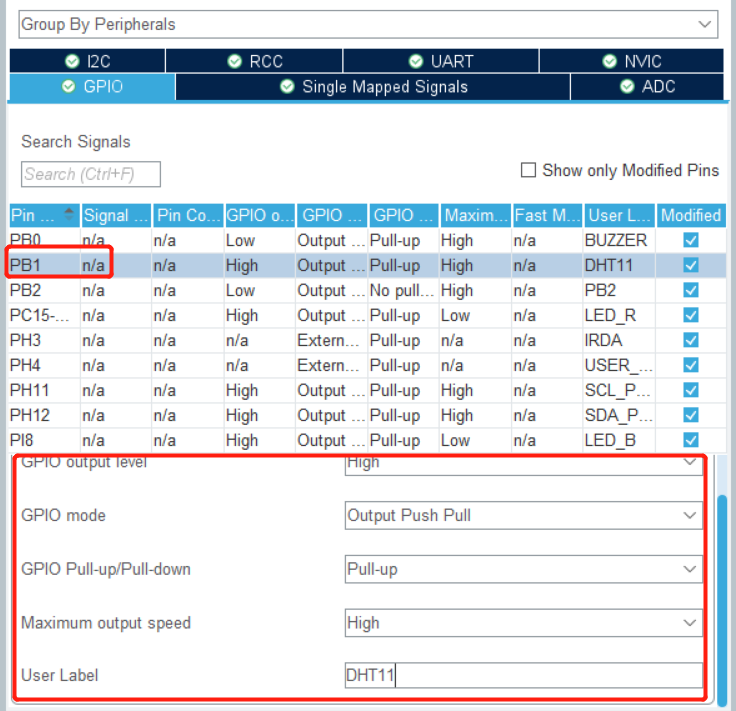 Group By Peripherals
I2C RCC UART NVIC
GPIO Single Mapped Signals ADC
Search Signals
Search (Ctrl+F) Show only Modified Pins
Pin ... Signal ... Pin Co... GPIO o... GPIO ... GPIO ... Maxim... Fast M... User L... Modified
PB0 n/a n/a Low Output ... Pull-up High n/a BUZZER
PB1 n/a n/a High Output ... Pull-up High n/a DHT11
PB2 n/a n/a Low Output ... No pull... High n/a PB2
PC15-... n/a n/a High Output ... Pull-up Low n/a LED_R
PH3 n/a n/a n/a Extern... Pull-up n/a n/a IRDA
PH4 n/a n/a n/a Extern... Pull-up n/a n/a USER_...
PH11 n/a n/a High Output ... Pull-up High n/a SCL_P...
PH12 n/a n/a High Output ... Pull-up High n/a SDA_P...
PI8 n/a n/a High Output ... Pull-up Low n/a LED_B
GPIO output level High
GPIO mode Output Push Pull
GPIO Pull-up/Pull-down Pull-up
Maximum output speed High
User Label DHT11